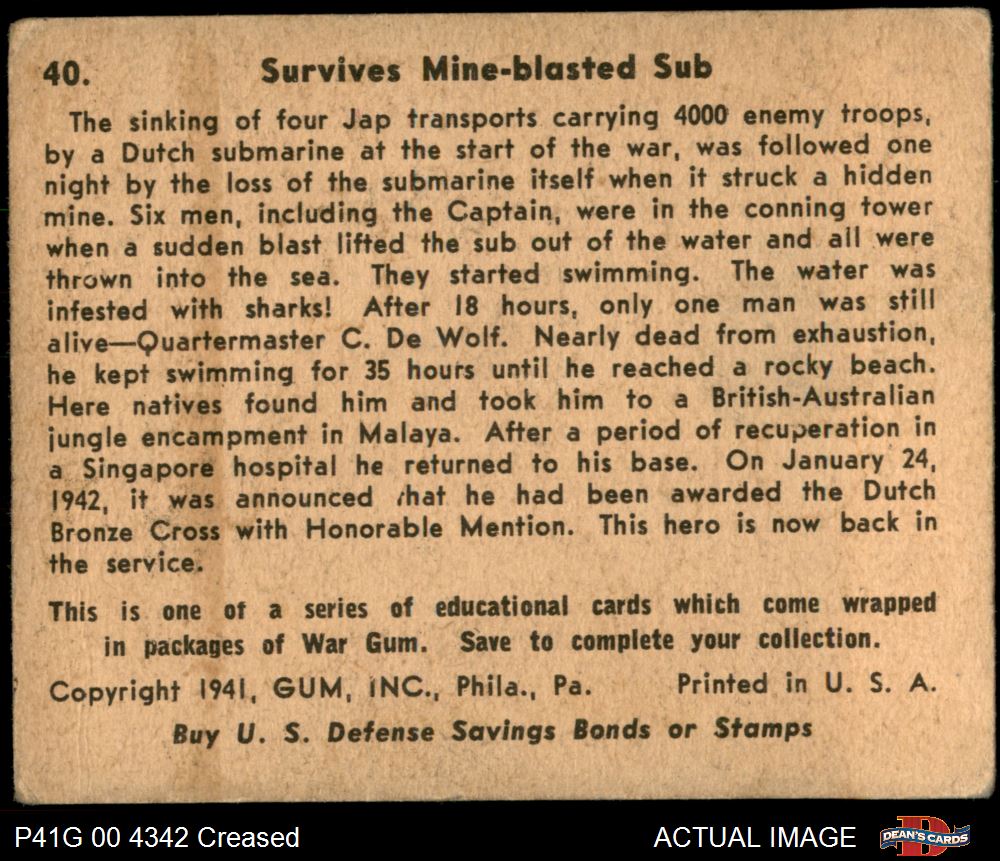 40. Survives Mine-blasted Sub
The sinking of four Jap transports carrying 4000 enemy troops,
by a Dutch submarine at the start of the war, was followed one
night by the loss of the submarine itself when it struck a hidden
mine. Six men, including the Captain, were in the conning tower
when a sudden blast lifted the sub out of the water and all were
thrown into the sea. They started swimming. The water was
infested with sharks! After 18 hours, only one man was still
alive—Quartermaster C. De Wolf. Nearly dead from exhaustion,
he kept swimming for 35 hours until he reached a rocky beach.
Here natives found him and took him to a British-Australian
jungle encampment in Malaya. After a period of recuperation in
a Singapore hospital he returned to his base. On January 24,
1942, it was announced that he had been awarded the Dutch
Bronze Cross with Honorable Mention. This hero is now back in
the service.
This is one of a series of educational cards which come wrapped
in packages of War Gum. Save to complete your collection.
Copyright 1941, GUM, INC., Phila., Pa. Printed in U. S. A.
Buy U. S. Defense Savings Bonds or Stamps
P41G 00 4342 Creased ACTUAL IMAGE DEAN'S CARDS